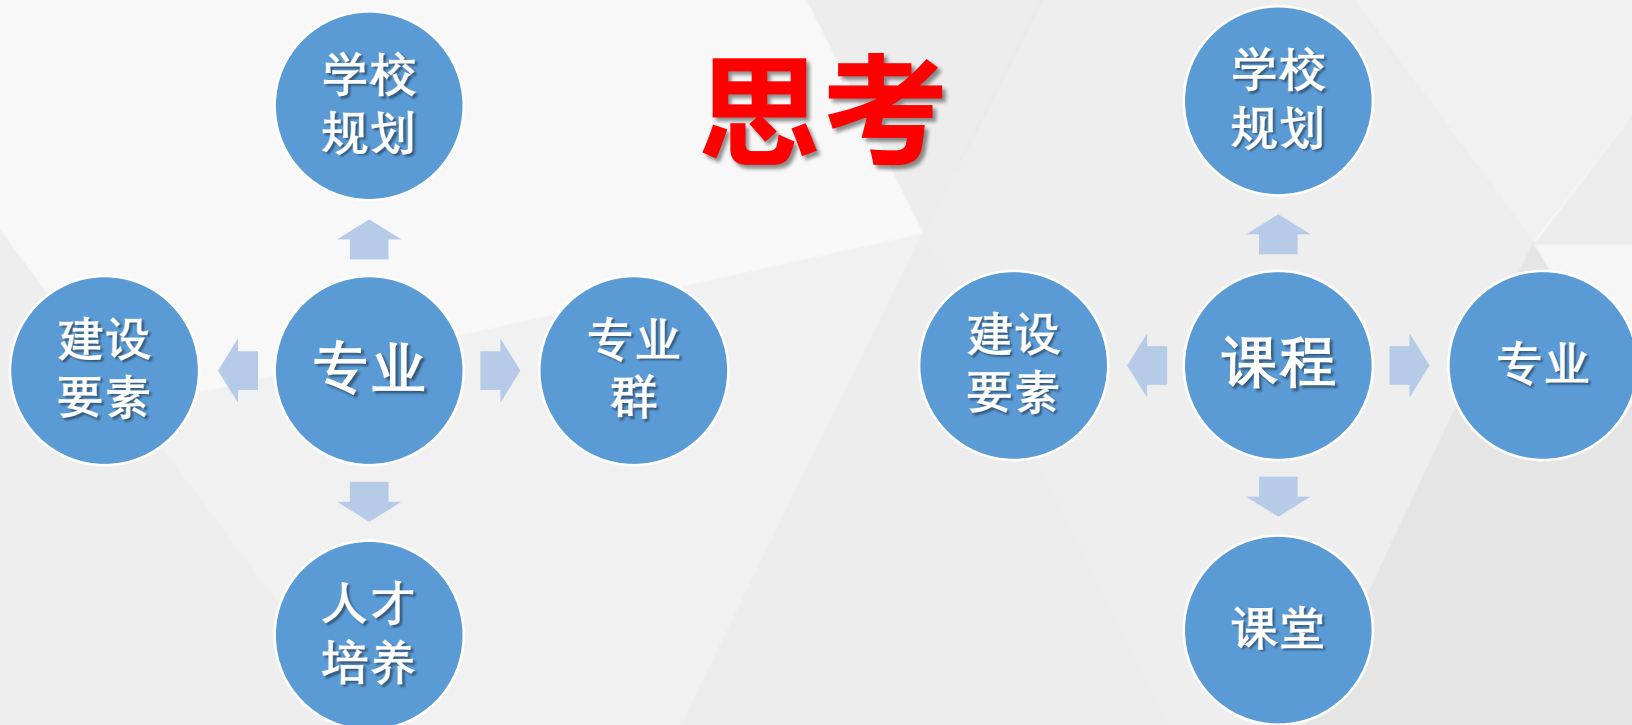 思考
学校
规划
建设
要素
专业
专业
群
人才
培养
学校
规划
建设
要素
课程
专业
课堂